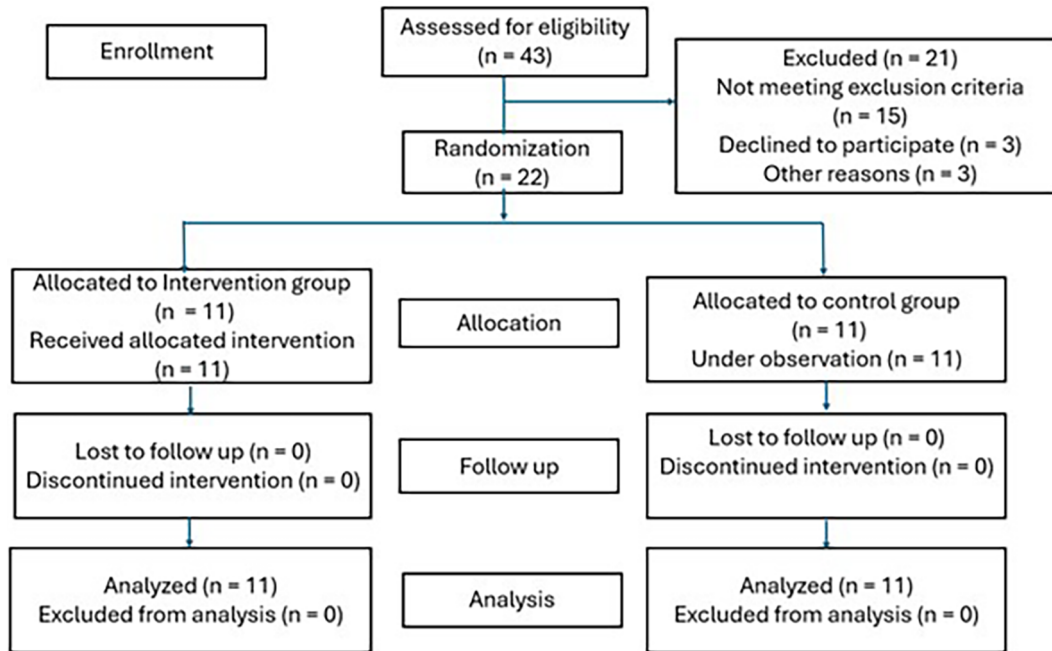 Enrollment
Assessed for eligibility
(n = 43)
Excluded (n = 21)
Not meeting exclusion criteria
(n = 15)
Declined to participate (n = 3)
Other reasons (n = 3)
Randomization
(n = 22)
Allocated to Intervention group
(n = 11)
Received allocated intervention
(n = 11)
Allocation
Allocated to control group
(n = 11)
Under observation (n = 11)
Lost to follow up (n = 0)
Discontinued intervention (n = 0)
Follow up
Lost to follow up (n = 0)
Discontinued intervention (n = 0)
Analyzed (n = 11)
Excluded from analysis (n = 0)
Analysis
Analyzed (n = 11)
Excluded from analysis (n = 0)